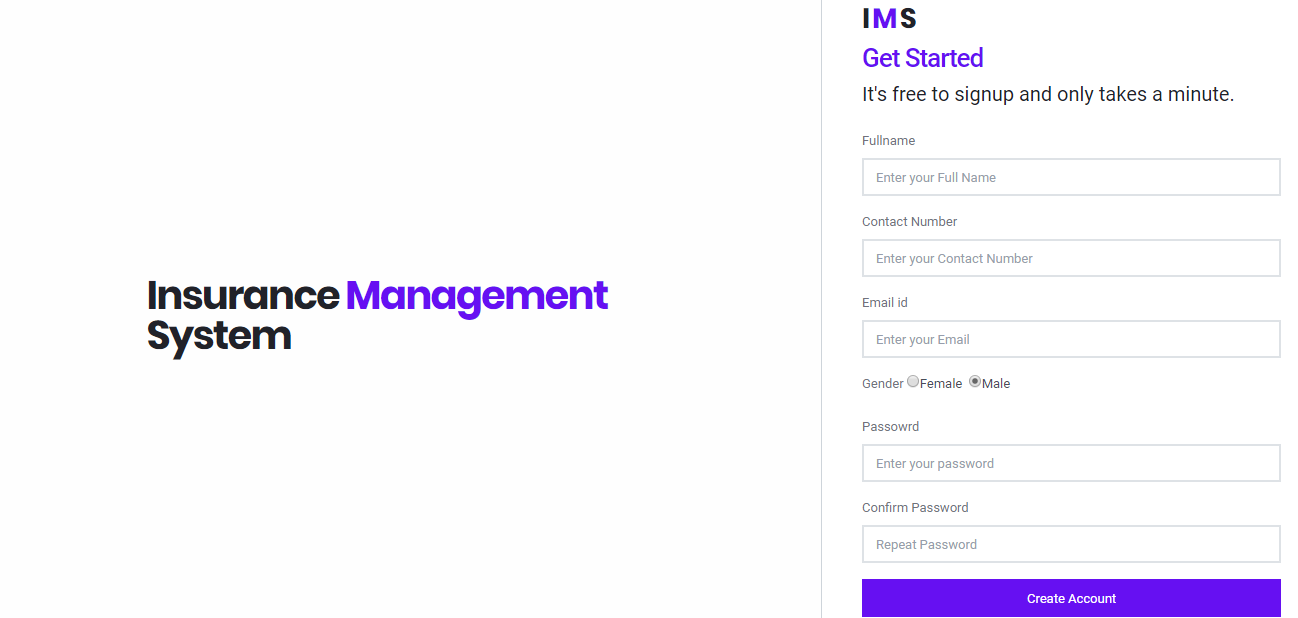 Insurance Management
System
IMS
Get Started
It's free to signup and only takes a minute.
Fullname
Enter your Full Name
Contact Number
Enter your Contact Number
Email id
Enter your Email
Gender Female Male
Passowrd
Enter your password
Confirm Password
Repeat Password
Create Account